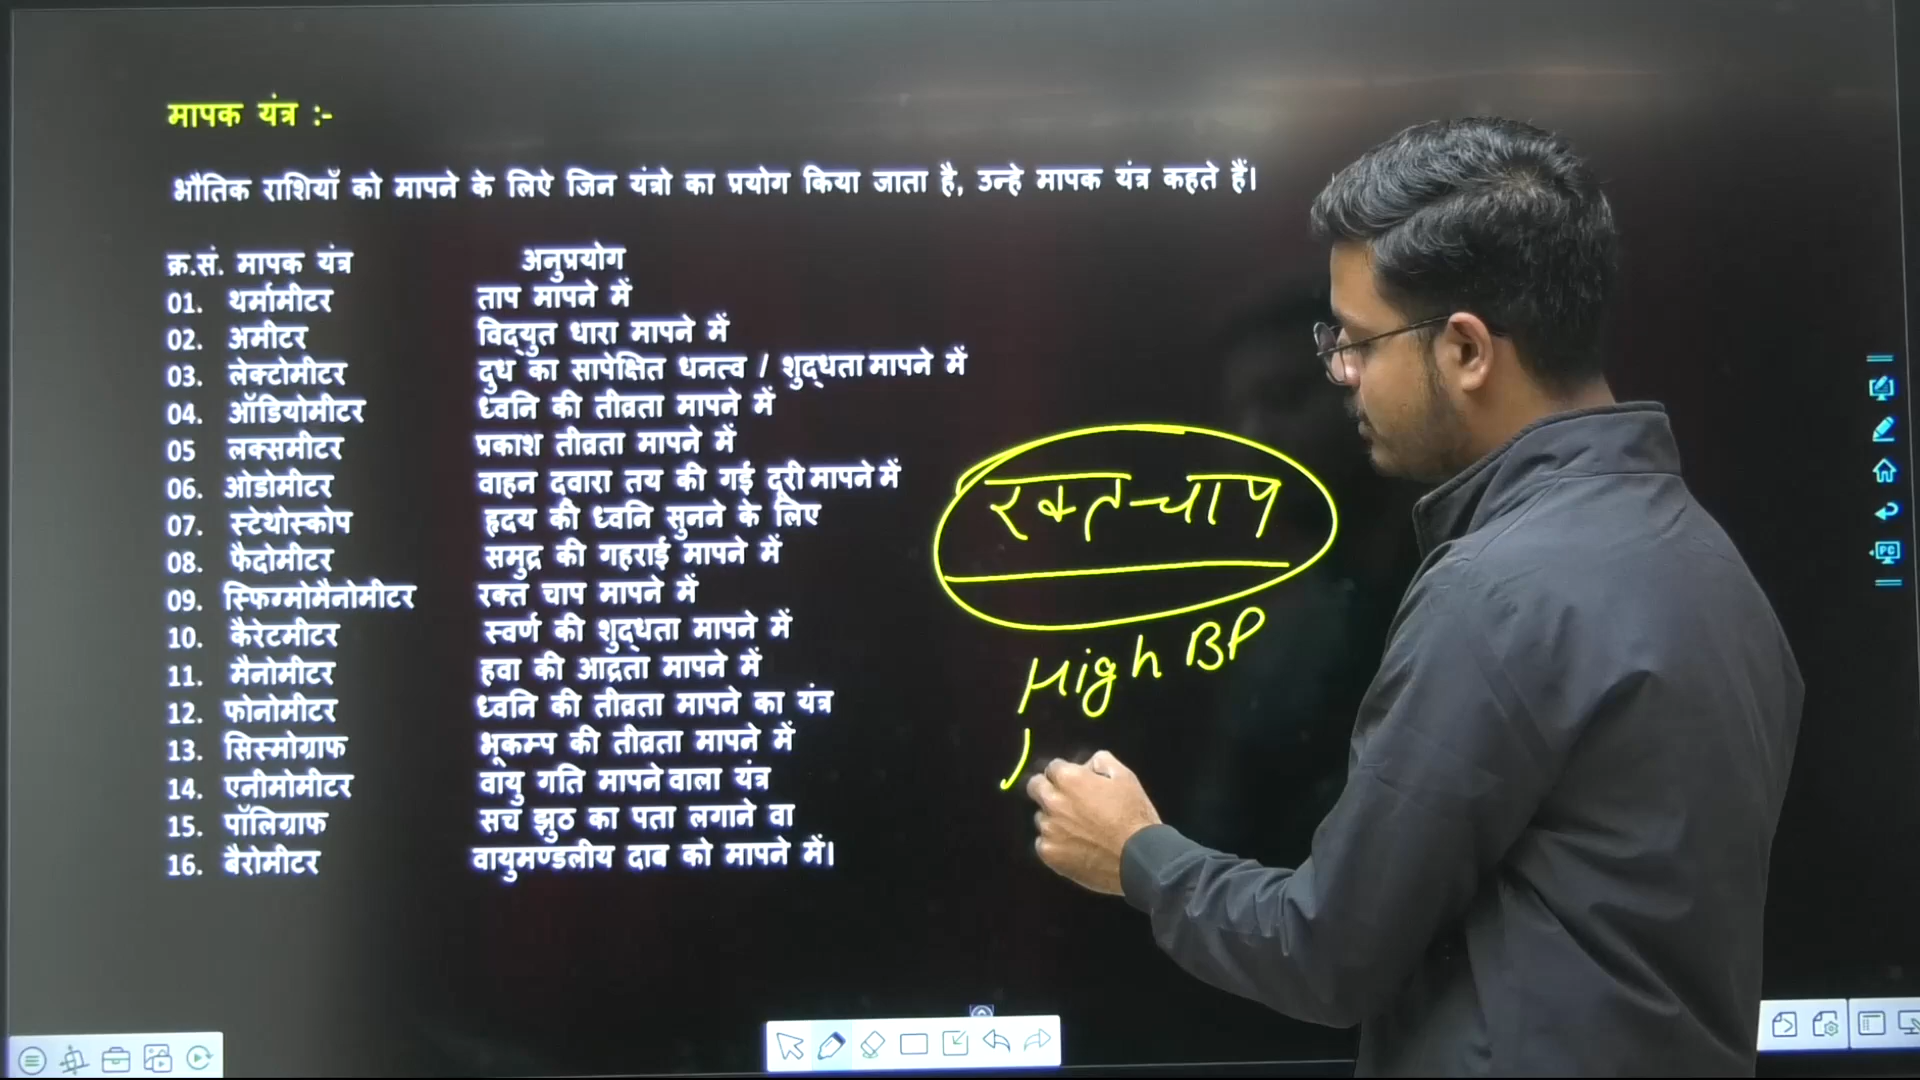 मापक यंत्र :-
भौतिक राशियाँ को मापने के लिऐ जिन यंत्रो का प्रयोग किया जाता है, उन्हे मापक यंत्र कहते हैं।
क्र.सं. मापक यंत्र अनुप्रयोग
01. थर्मामीटर ताप मापने में
02. अमीटर विद्युत धारा मापने में
03. लेक्टोमीटर दुध का सापेक्षित धनत्व / शुद्धता मापने में
04. ऑडियोमीटर ध्वनि की तीव्रता मापने में
05 लक्समीटर प्रकाश तीव्रता मापने में
06. ओडोमीटर वाहन द्वारा तय की गई दूरी मापने में
07. स्टेथोस्कोप हृदय की ध्वनि सुनने के लिए
08. फैदोमीटर समुद्र की गहराई मापने में
09. स्फिग्मोमैनोमीटर रक्त चाप मापने में
10. कैरेटमीटर स्वर्ण की शुद्धता मापने में
11. मैनोमीटर हवा की आद्रता मापने में
12. फोनोमीटर ध्वनि की तीव्रता मापने का यंत्र
13. सिस्मोग्राफ भूकम्प की तीव्रता मापने में
14. एनीमोमीटर वायु गति मापने वाला यंत्र
15. पॉलिग्राफ सच झुठ का पता लगाने वा
16. बैरोमीटर वायुमण्डलीय दाब को मापने में।
रक्तचाप
High BP
PC